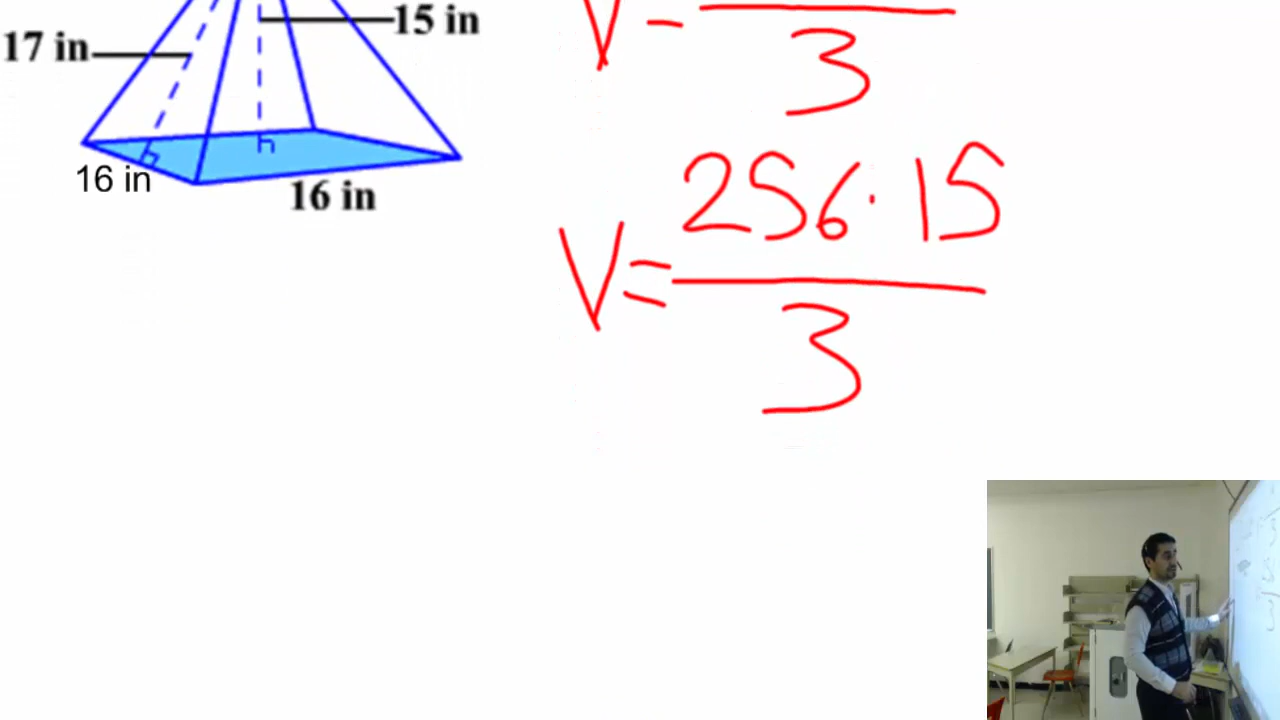 15 in
17 in
16 in
16 in
V =
3
256·15
V=
3